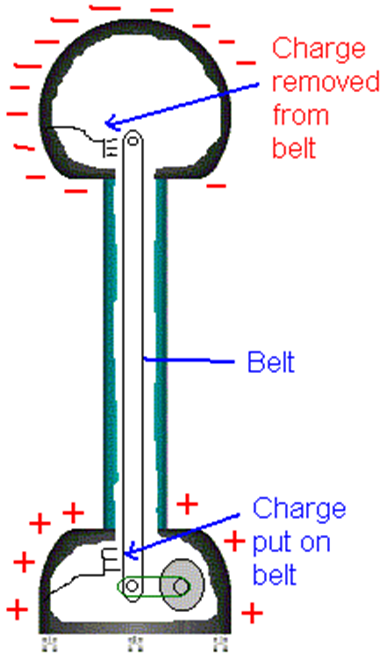 Charge
removed
from
belt
Belt
Charge
put on
belt